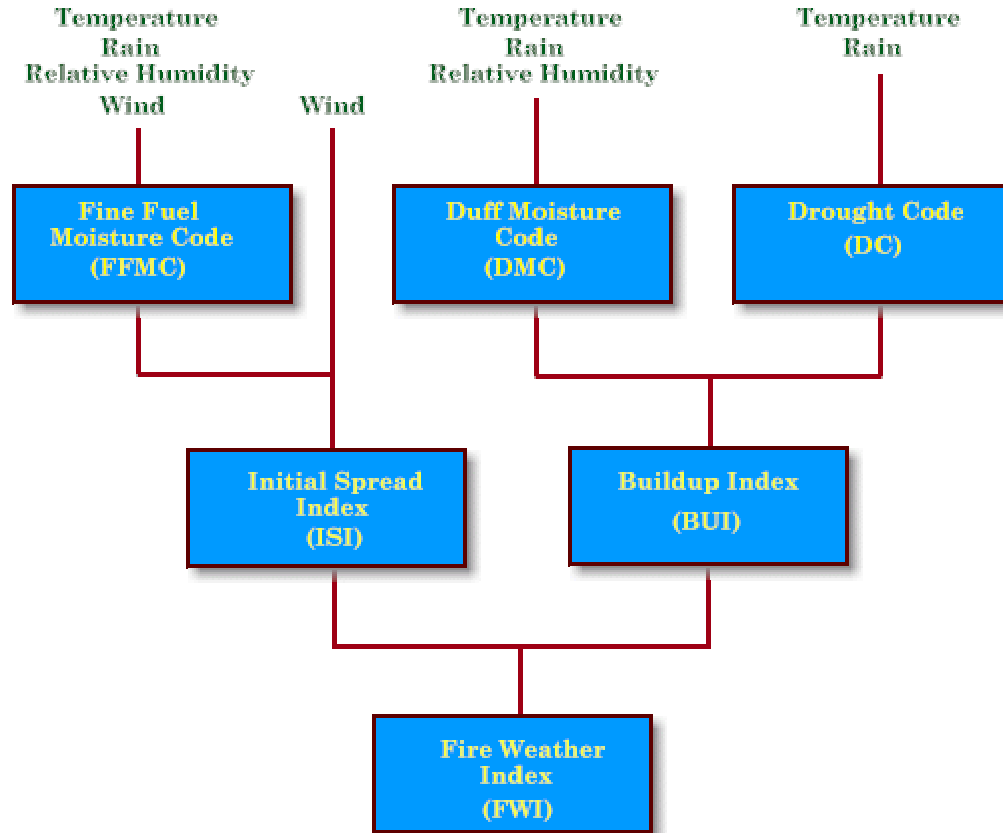 Temperature
Rain
Relative Humidity
Wind
Wind
Temperature
Rain
Relative Humidity
Temperature
Rain
Fine Fuel
Moisture Code
(FFMC)
Duff Moisture
Code
(DMC)
Drought Code
(DC)
Initial Spread
Index
(ISI)
Buildup Index
(BUI)
Fire Weather
Index
(FWI)